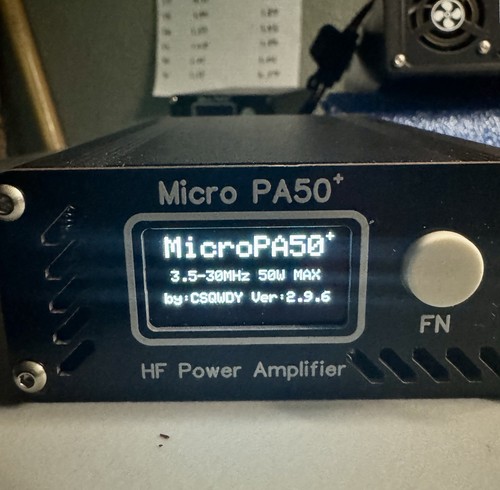 Micro PA50+
MicroPA50+
3.5-30MHz 50W MAX
by:CSQWDY Ver:2.9.6
FN
HF Power Amplifier